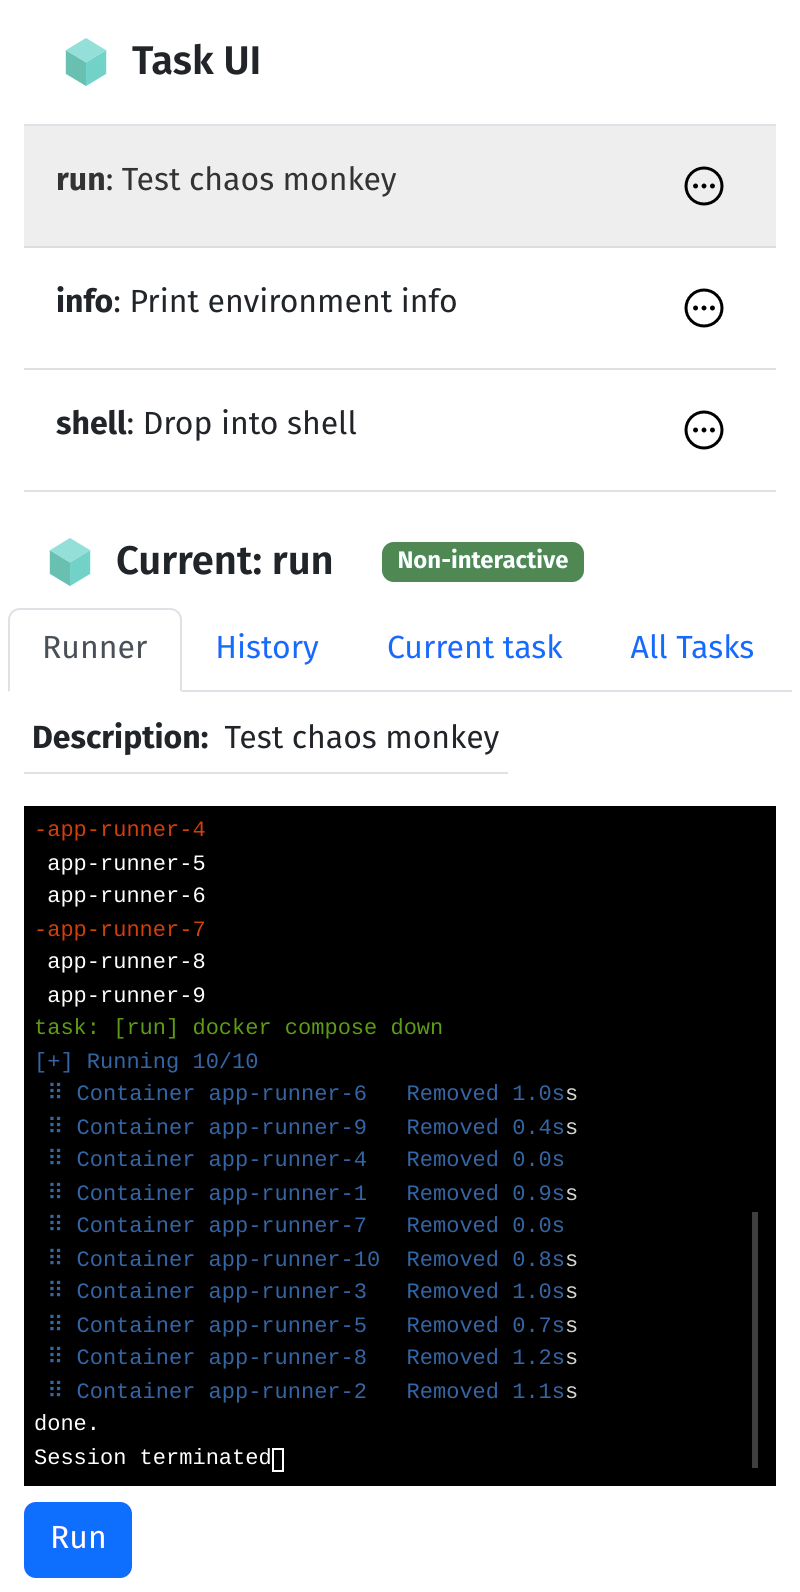 Task UI
run: Test chaos monkey
info: Print environment info
shell: Drop into shell
Current: run Non-interactive
Runner History Current task All Tasks
Description: Test chaos monkey
-app-runner-4
app-runner-5
app-runner-6
-app-runner-7
app-runner-8
app-runner-9
task: [run] docker compose down
[+] Running 10/10
⠿ Container app-runner-6 Removed 1.0ss
⠿ Container app-runner-9 Removed 0.4ss
⠿ Container app-runner-4 Removed 0.0s
⠿ Container app-runner-1 Removed 0.9ss
⠿ Container app-runner-7 Removed 0.0s
⠿ Container app-runner-10 Removed 0.8ss
⠿ Container app-runner-3 Removed 1.0ss
⠿ Container app-runner-5 Removed 0.7ss
⠿ Container app-runner-8 Removed 1.2ss
⠿ Container app-runner-2 Removed 1.1ss
done.
Session terminated
Run